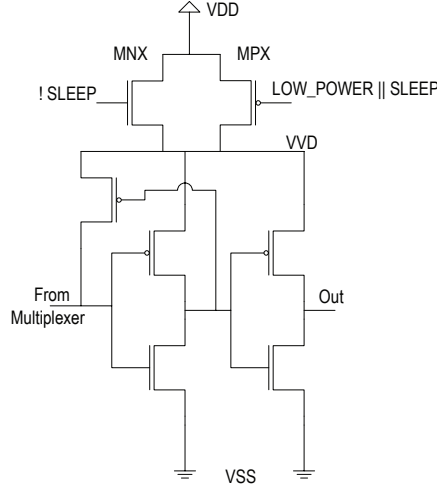 VDD
MNX
MPX
! SLEEP
LOW_POWER || SLEEP
VVD
From
Multiplexer
Out
VSS